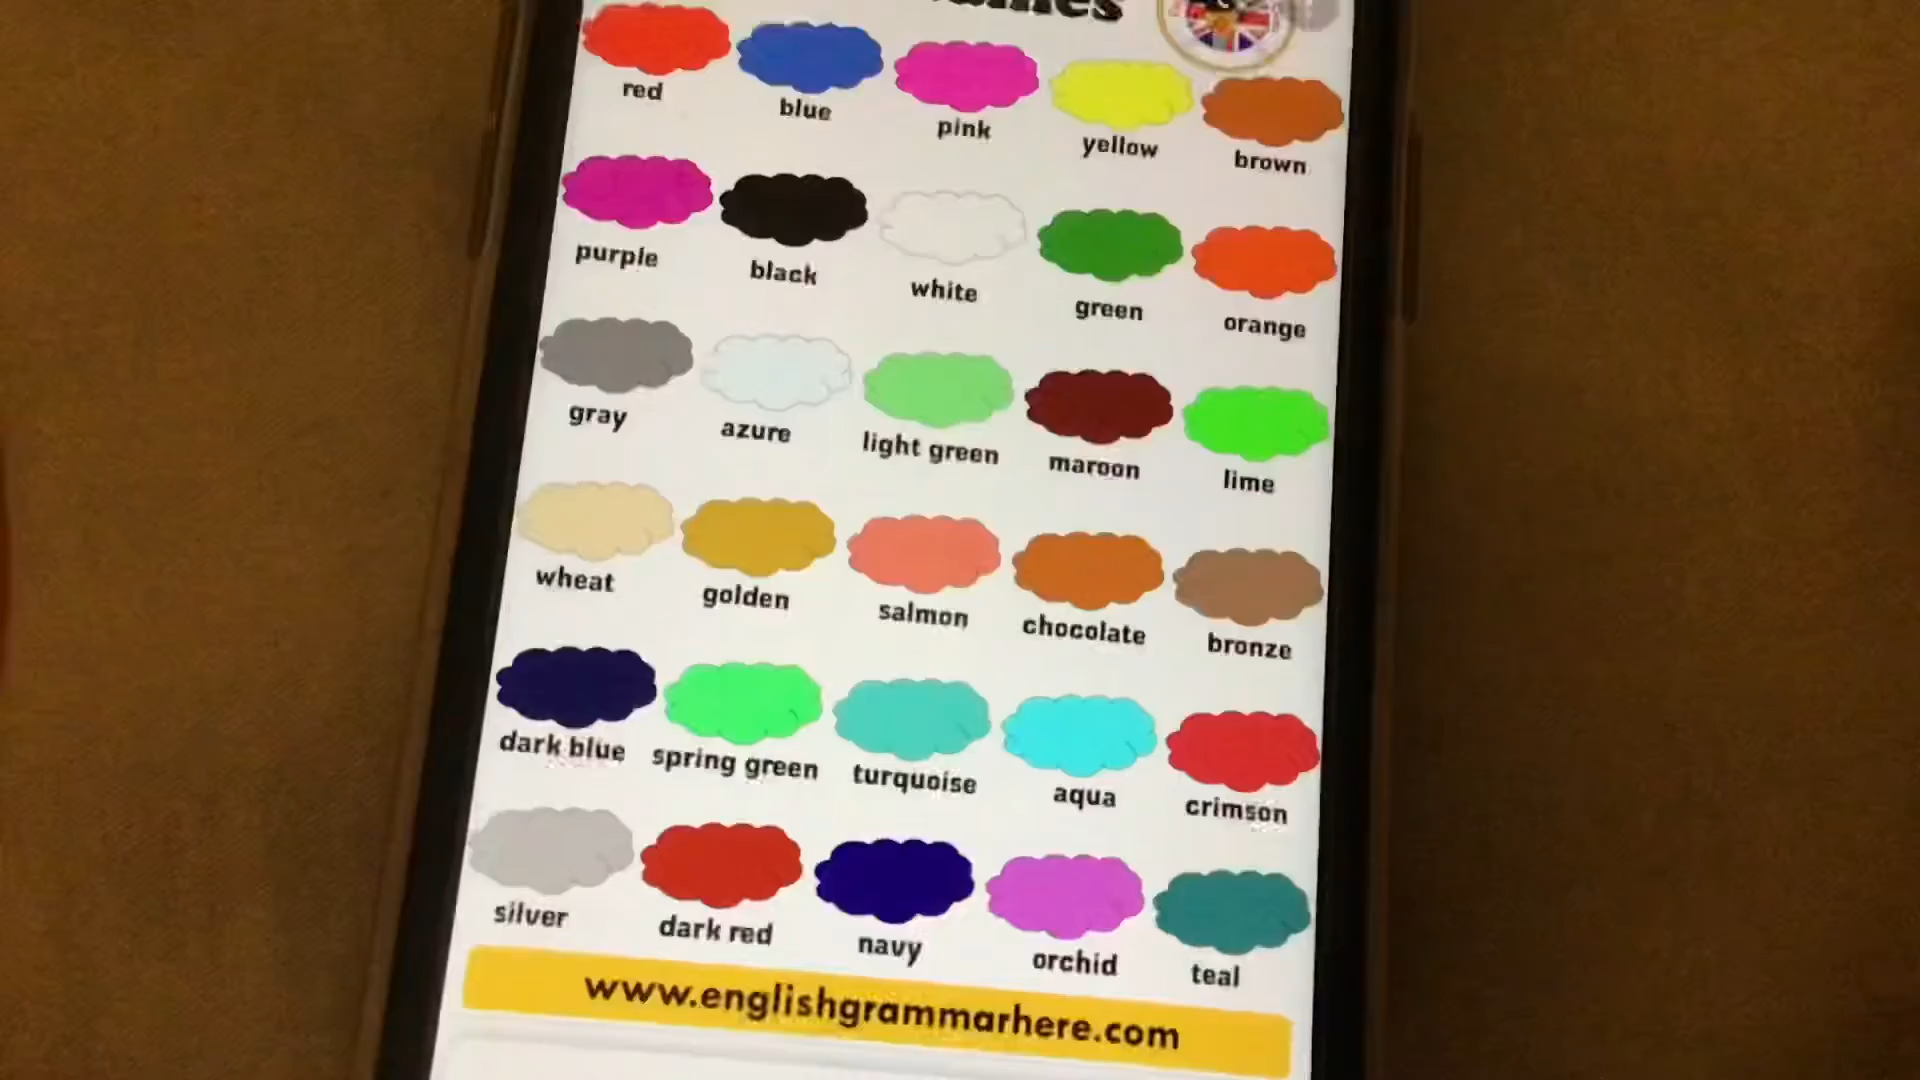 red blue pink yellow brown
purple black white green orange
gray azure light green maroon lime
wheat golden salmon chocolate bronze
dark blue spring green turquoise aqua crimson
silver dark red navy orchid teal
www.englishgrammarhere.com